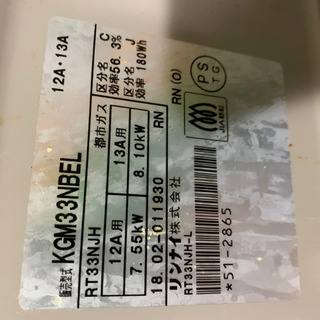 12A・13A
販売型式 KGM33NBEL
RT33NJH
都市ガス
12A用 13A用
7.55kW 8.10kW
18.02-011930
RN
リンナイ株式会社
RT33NJH-L
*51-2865
区分名 C
効率56.3%
区分名 J
効率 180Wh
RN(O)
PS
TG
JIA